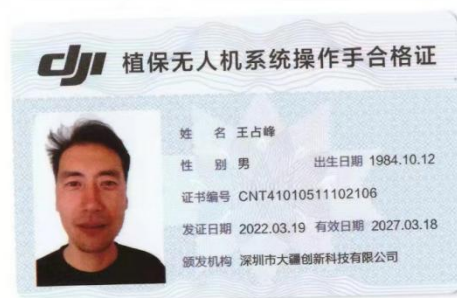 dji 植保无人机系统操作手合格证
姓 名 王占峰
性 别 男 出生日期 1984.10.12
证书编号 CNT41010511102106
发证日期 2022.03.19 有效日期 2027.03.18
颁发机构 深圳市大疆创新科技有限公司